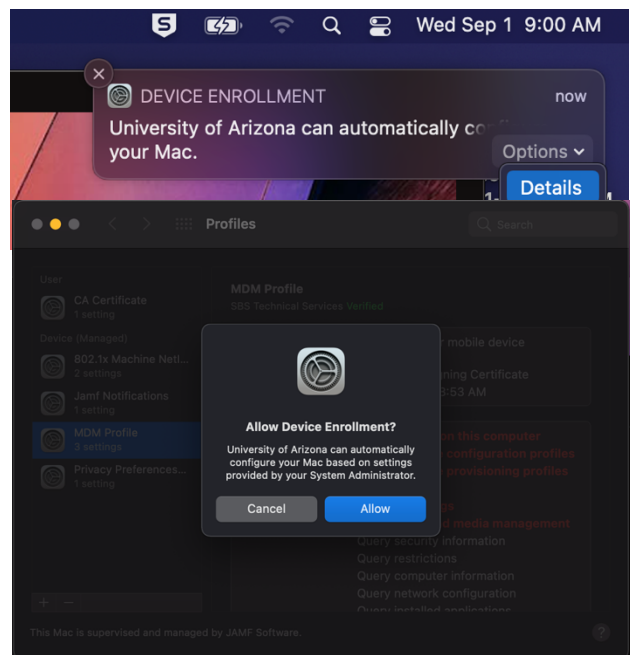 S
Wed Sep 1 9:00 AM
DEVICE ENROLLMENT
now
University of Arizona can automatically
your Mac.
Options
Details
Profiles
Search
User
CA Certificate
1 setting
Device (Managed)
802.1x Machine Netl...
2 settings
Jamf Notifications
1 setting
MDM Profile
3 settings
Privacy Preferences...
1 setting
MDM Profile
SBS Technical Services Verified
mobile device
Certificate
:53 AM
on this computer
configuration profiles
provisioning profiles
media management
Query security information
Query restrictions
Query computer information
Query network configuration
Query installed applications
Allow Device Enrollment?
University of Arizona can automatically
configure your Mac based on settings
provided by your System Administrator.
Cancel
Allow
+ −
This Mac is supervised and managed by JAMF Software.
?